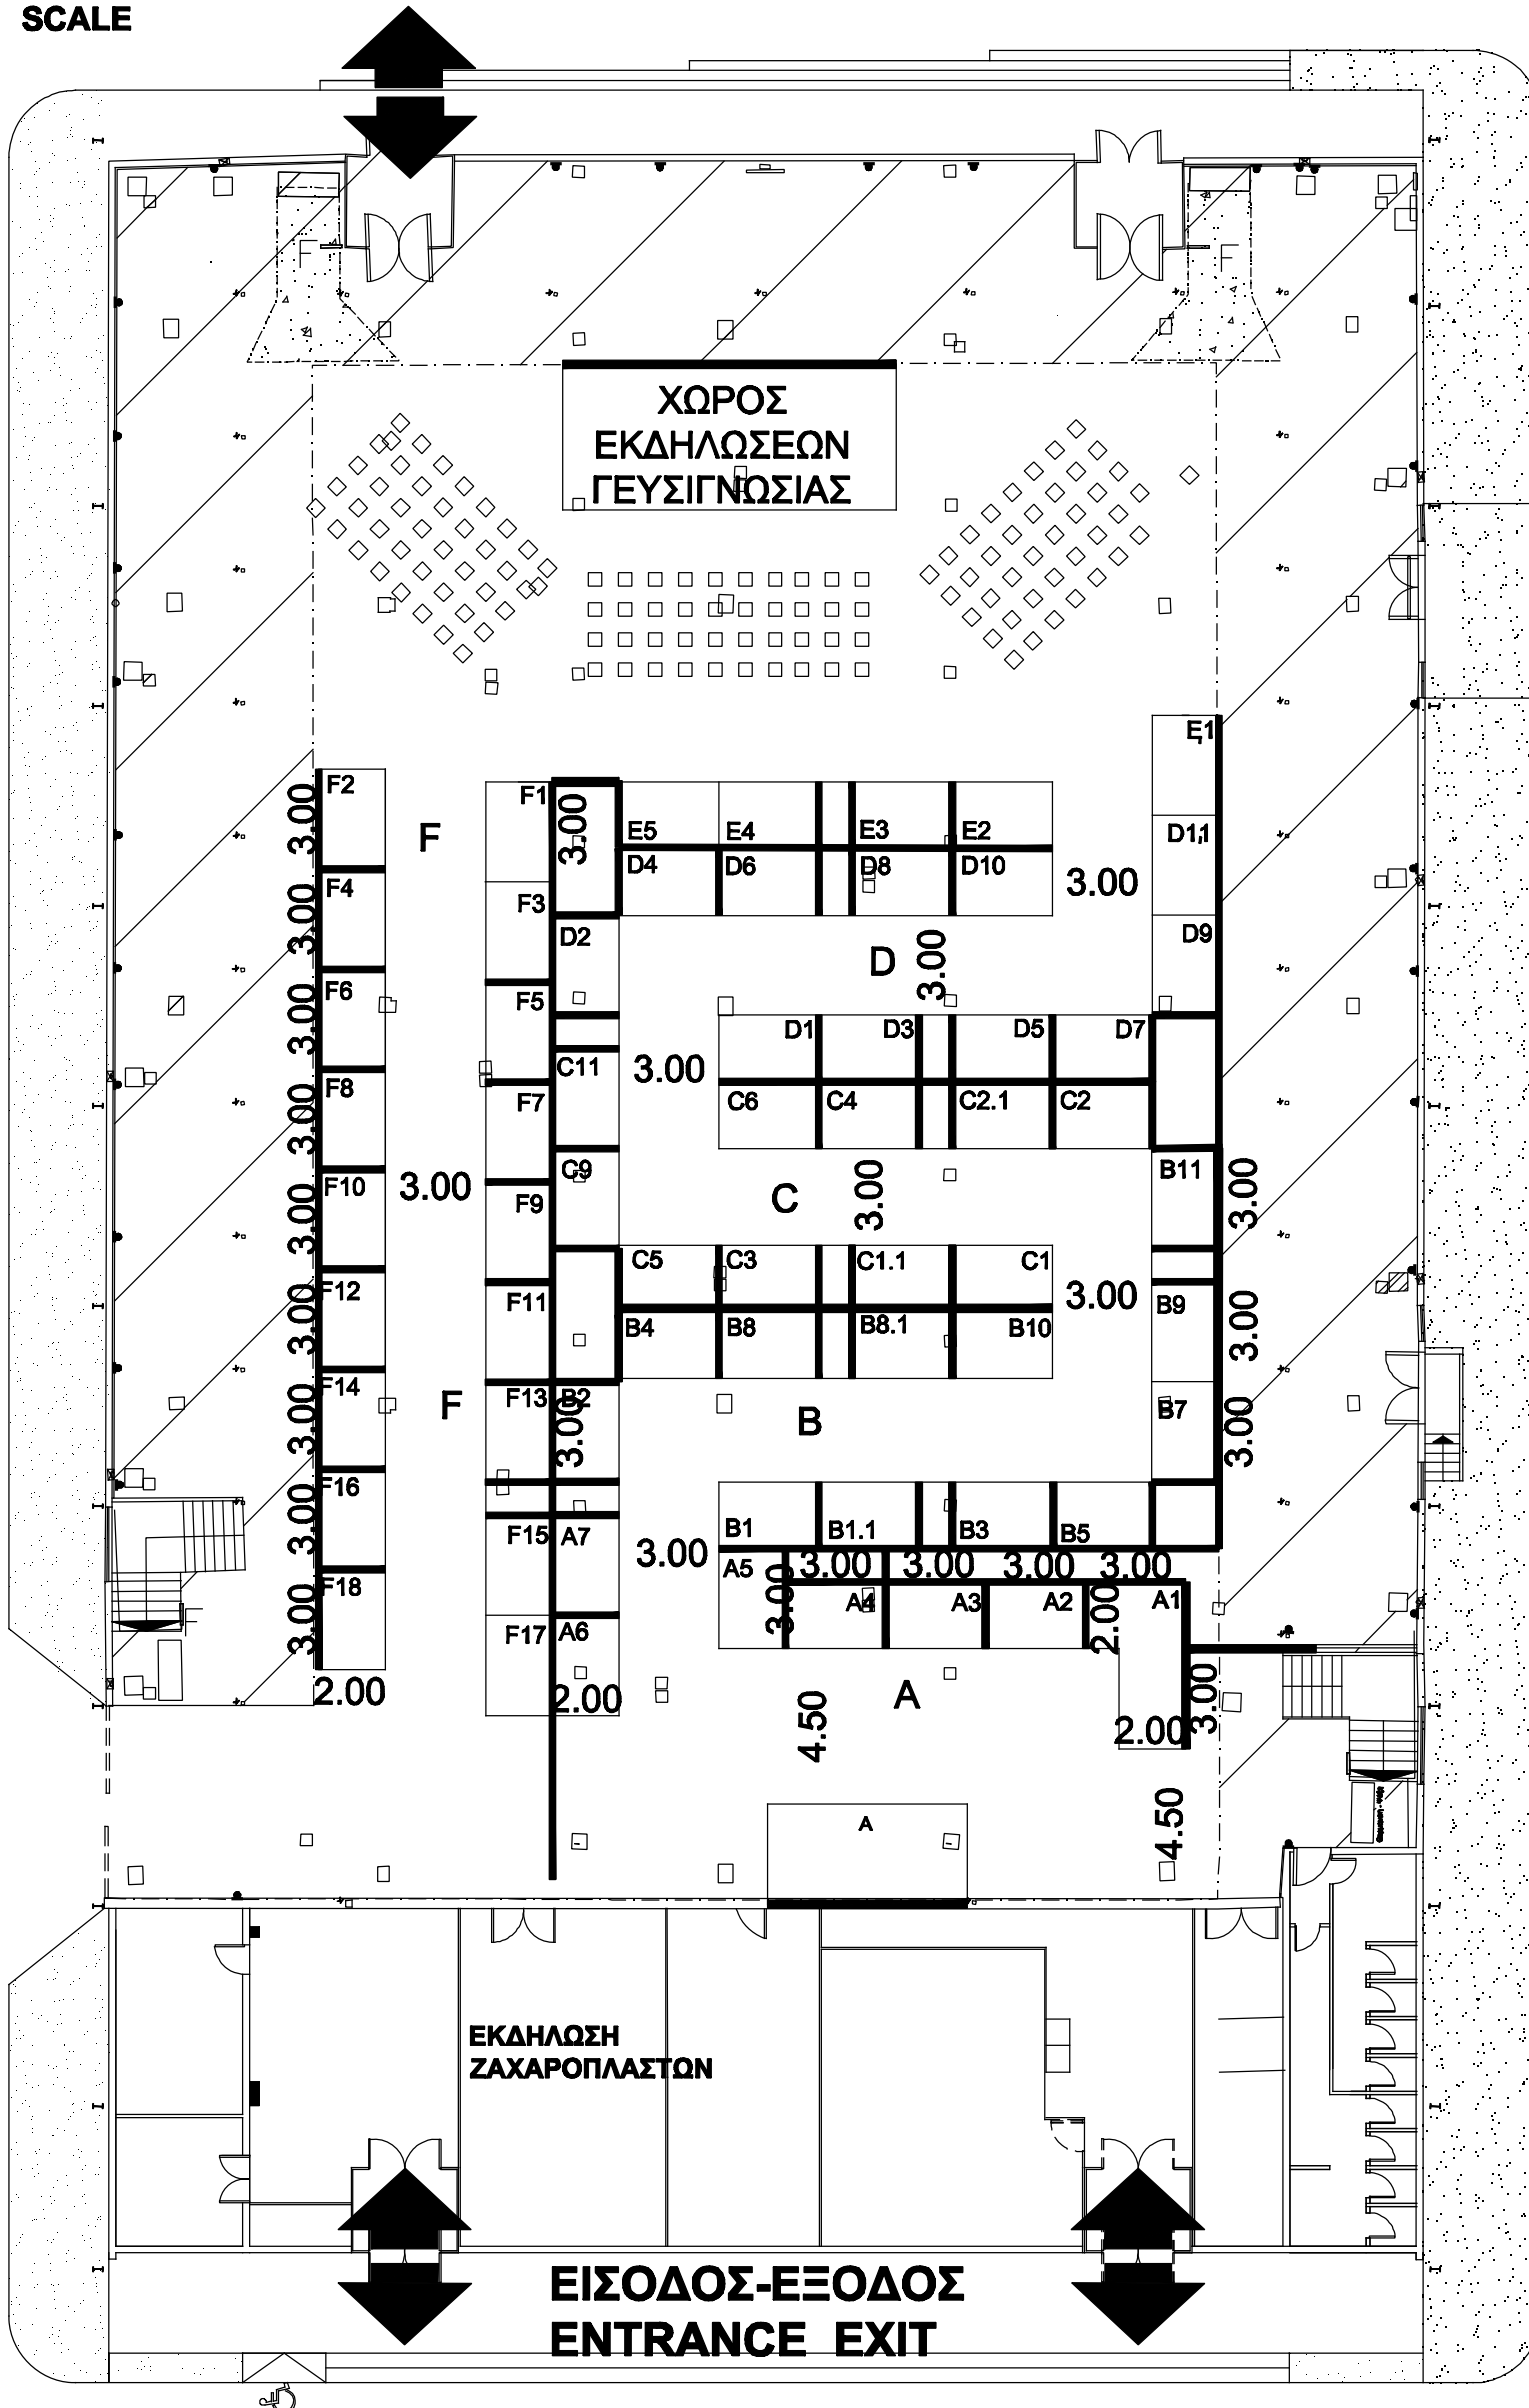 SCALE
F
F
ΧΩΡΟΣ
ΕΚΔΗΛΩΣΕΩΝ
ΓΕΥΣΙΓΝΩΣΙΑΣ
E1
F2
3.00
F
F1
3.00
E5
E4
E3
E2
D1,1
D4
D6
D8
D10
3.00
F4
3.00
F3
D2
D
3.00
D9
F6
3.00
F5
D1
D3
D5
D7
C11
3.00
F8
3.00
F7
C6
C4
C2.1
C2
F10
3.00
3.00
F9
C9
C
3.00
B11
3.00
F12
3.00
F11
C5
C3
C1.1
C1
3.00
B9
3.00
B4
B8
B8.1
B10
F14
3.00
F
F13
B2
3.00
B
B7
3.00
F16
3.00
F15
A7
3.00
B1
B1.1
B3
B5
A5
3.00
3.00
3.00
3.00
F18
3.00
3.00
A4
A3
A2
2.00
A1
F17
A6
2.00
2.00
4.50
A
2.00
3.00
A
4.50
ΕΚΔΗΛΩΣΗ
ΖΑΧΑΡΟΠΛΑΣΤΩΝ
ΕΙΣΟΔΟΣ-ΕΞΟΔΟΣ
ENTRANCE EXIT